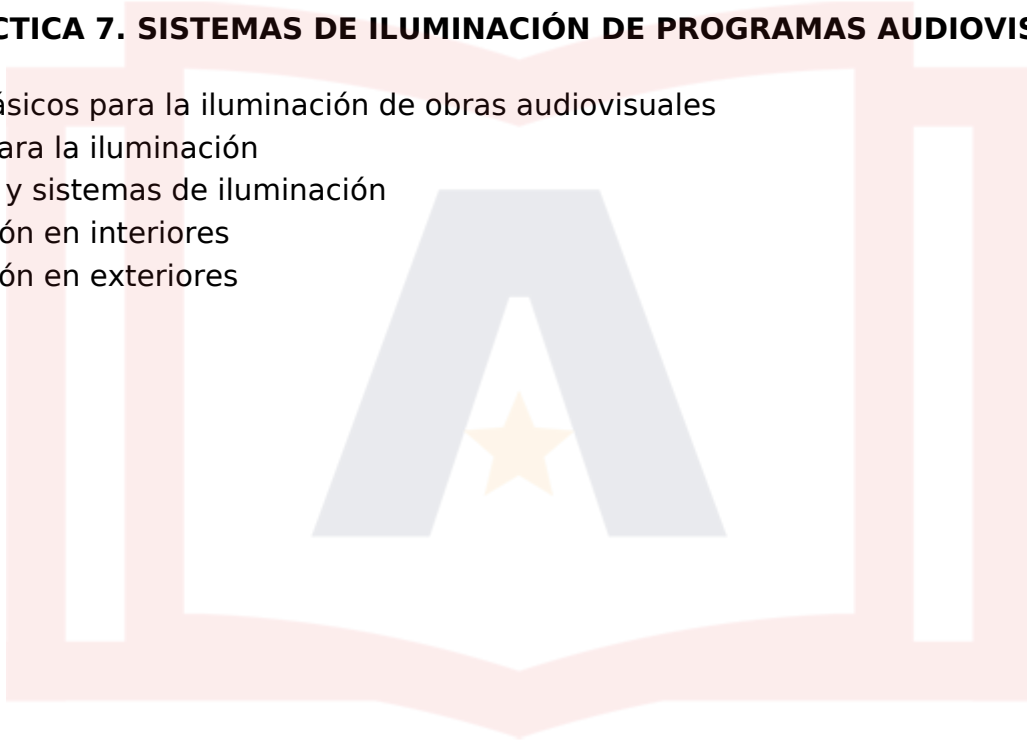 CTICA 7. SISTEMAS DE ILUMINACIÓN DE PROGRAMAS AUDIOVIS
ásicos para la iluminación de obras audiovisuales
ara la iluminación
y sistemas de iluminación
ón en interiores
ón en exteriores